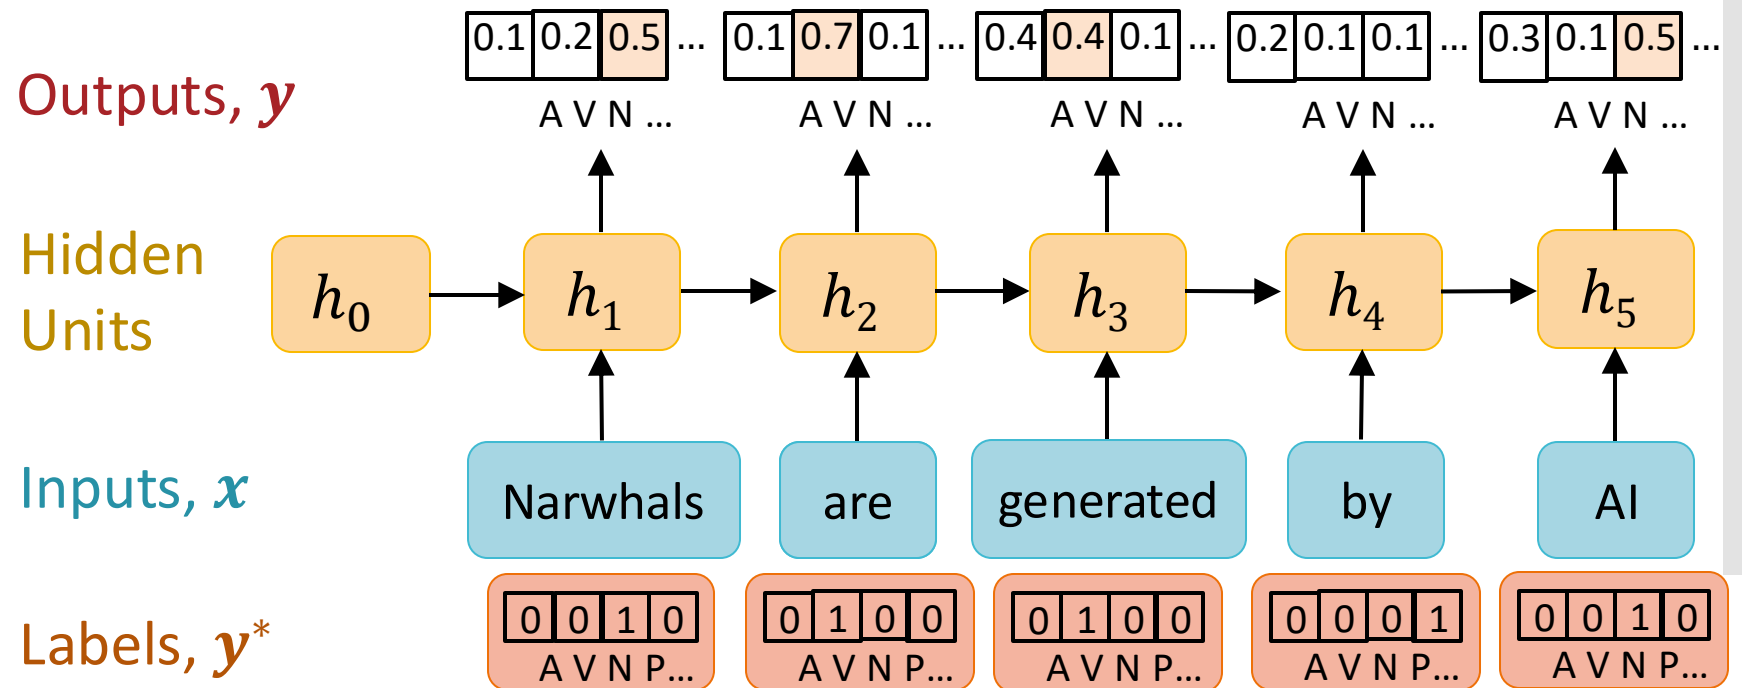 0.1 0.2 0.5 ... 0.1 0.7 0.1 ... 0.4 0.4 0.1 ... 0.2 0.1 0.1 ... 0.3 0.1 0.5 ...
Outputs, y
A V N ... A V N ... A V N ... A V N ... A V N ...
Hidden
Units
h₀ h₁ h₂ h₃ h₄ h₅
Inputs, x
Narwhals are generated by AI
Labels, y*
0 0 1 0 0 1 0 0 0 1 0 0 0 0 0 1 0 0 1 0
A V N P... A V N P... A V N P... A V N P... A V N P...